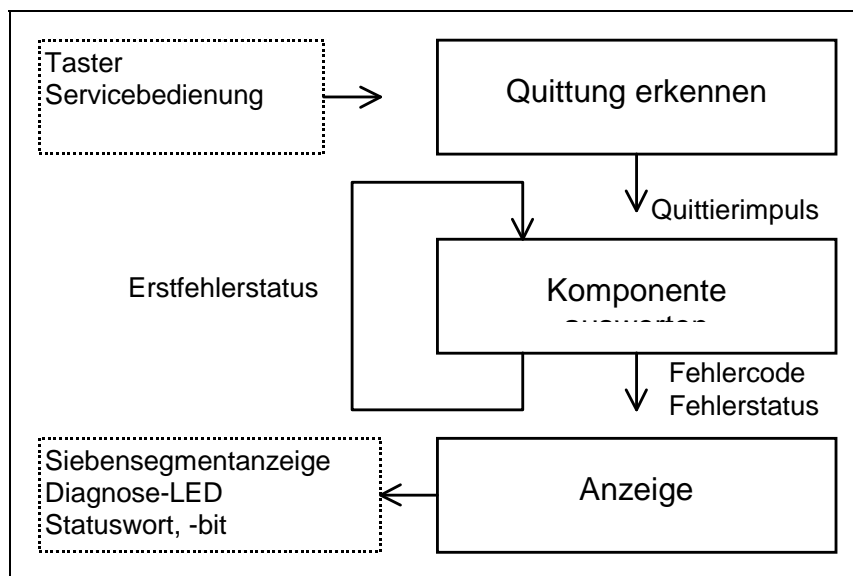 Taster
Servicebedienung
Quittung erkennen
Quittierimpuls
Erstfehlerstatus
Komponente
Fehlercode
Fehlerstatus
Siebensegmentanzeige
Diagnose-LED
Statuswort, -bit
Anzeige